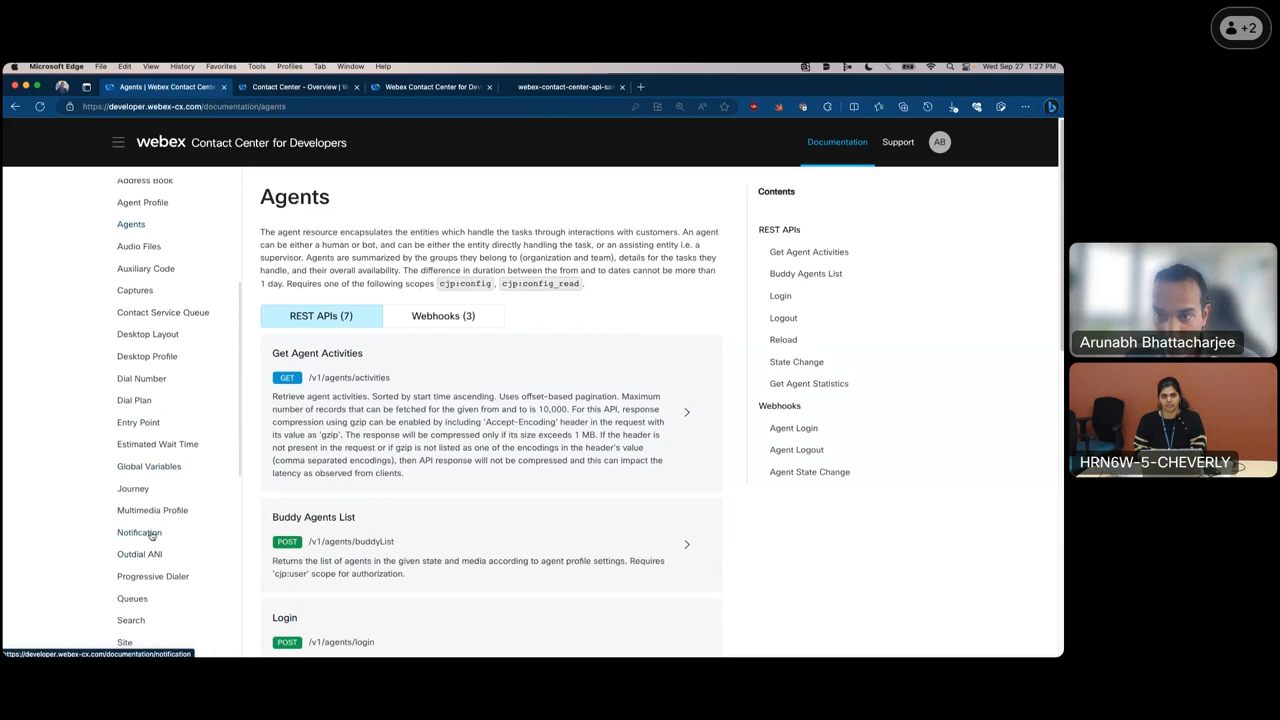 +2
Microsoft Edge File Edit View History Favorites Tools Profiles Tab Window Help
Wed Sep 27 1:27 PM
Agents | Webex Contact Cente
Contact Center - Overview | W
Webex Contact Center for Dev
webex-contact-center-api-sa
https://developer.webex-cx.com/documentation/agents
webex Contact Center for Developers
Documentation
Support
AB
Address Book
Agent Profile
Agents
Audio Files
Auxiliary Code
Captures
Contact Service Queue
Desktop Layout
Desktop Profile
Dial Number
Dial Plan
Entry Point
Estimated Wait Time
Global Variables
Journey
Multimedia Profile
Notification
Outdial ANI
Progressive Dialer
Queues
Search
Site
https://developer.webex-cx.com/documentation/notification
Agents
The agent resource encapsulates the entities which handle the tasks through interactions with customers. An agent
can be either a human or bot, and can be either the entity directly handling the task, or an assisting entity i.e. a
supervisor. Agents are summarized by the groups they belong to (organization and team), details for the tasks they
handle, and their overall availability. The difference in duration between the from and to dates cannot be more than
1 day. Requires one of the following scopes cjp:config, cjp:config_read.
REST APIs (7)
Webhooks (3)
Get Agent Activities
GET /v1/agents/activities
Retrieve agent activities. Sorted by start time ascending. Uses offset-based pagination. Maximum
number of records that can be fetched for the given from and to is 10,000. For this API, response
compression using gzip can be enabled by including 'Accept-Encoding' header in the request with
its value as 'gzip'. The response will be compressed only if its size exceeds 1 MB. If the header is
not present in the request or if gzip is not listed as one of the encodings in the header's value
(comma separated encodings), then API response will not be compressed and this can impact the
latency as observed from clients.
Buddy Agents List
POST /v1/agents/buddyList
Returns the list of agents in the given state and media according to agent profile settings. Requires
'cjp:user' scope for authorization.
Login
POST /v1/agents/login
Contents
REST APIs
Get Agent Activities
Buddy Agents List
Login
Logout
Reload
State Change
Get Agent Statistics
Webhooks
Agent Login
Agent Logout
Agent State Change
Arunabh Bhattacharjee
HRN6W-5-CHEVERLY